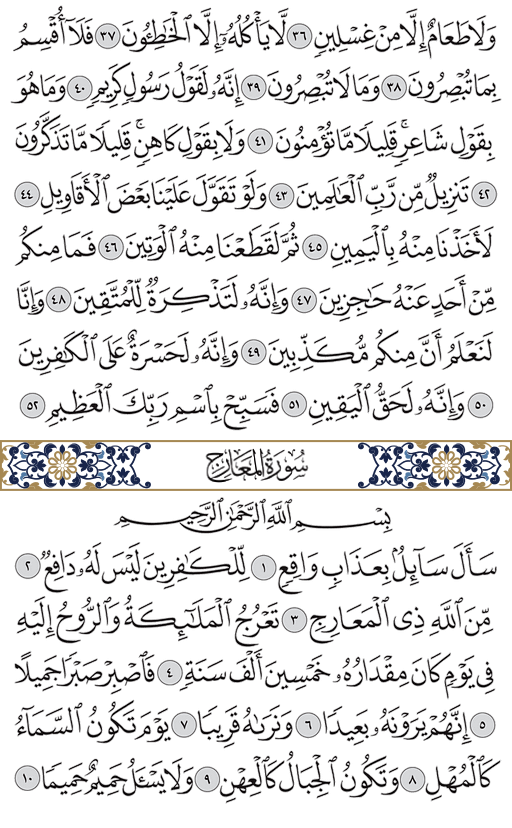 وَلَا طَعَامٌ إِلَّا مِنْ غِسْلِينٍ ٣٦ لَّا يَأْكُلُهُۥٓ إِلَّا ٱلْخَٰطِـُٔونَ ٣٧ فَلَآ أُقْسِمُ
بِمَا تُبْصِرُونَ ٣٨ وَمَا لَا تُبْصِرُونَ ٣٩ إِنَّهُۥ لَقَوْلُ رَسُولٍ كَرِيمٍ ٤٠ وَمَا هُوَ
بِقَوْلِ شَاعِرٍ ۚ قَلِيلًا مَّا تُؤْمِنُونَ ٤١ وَلَا بِقَوْلِ كَاهِنٍ ۚ قَلِيلًا مَّا تَذَكَّرُونَ
٤٢ تَنزِيلٌ مِّن رَّبِّ ٱلْعَٰلَمِينَ ٤٣ وَلَوْ تَقَوَّلَ عَلَيْنَا بَعْضَ ٱلْأَقَاوِيلِ ٤٤
لَأَخَذْنَا مِنْهُ بِٱلْيَمِينِ ٤٥ ثُمَّ لَقَطَعْنَا مِنْهُ ٱلْوَتِينَ ٤٦ فَمَا مِنكُم
مِّنْ أَحَدٍ عَنْهُ حَٰجِزِينَ ٤٧ وَإِنَّهُۥ لَتَذْكِرَةٌ لِّلْمُتَّقِينَ ٤٨ وَإِنَّا
لَنَعْلَمُ أَنَّ مِنكُم مُّكَذِّبِينَ ٤٩ وَإِنَّهُۥ لَحَسْرَةٌ عَلَى ٱلْكَٰفِرِينَ
٥٠ وَإِنَّهُۥ لَحَقُّ ٱلْيَقِينِ ٥١ فَسَبِّحْ بِٱسْمِ رَبِّكَ ٱلْعَظِيمِ ٥٢
سُورَةُ المَعَارِجِ
بِسْمِ ٱللَّهِ ٱلرَّحْمَٰنِ ٱلرَّحِيمِ
سَأَلَ سَآئِلٌۢ بِعَذَابٍ وَاقِعٍ ١ لِّلْكَٰفِرِينَ لَيْسَ لَهُۥ دَافِعٌ ٢
مِّنَ ٱللَّهِ ذِى ٱلْمَعَارِجِ ٣ تَعْرُجُ ٱلْمَلَٰٓئِكَةُ وَٱلرُّوحُ إِلَيْهِ
فِى يَوْمٍ كَانَ مِقْدَارُهُۥ خَمْسِينَ أَلْفَ سَنَةٍ ٤ فَٱصْبِرْ صَبْرًا جَمِيلًا
٥ إِنَّهُمْ يَرَوْنَهُۥ بَعِيدًا ٦ وَنَرَىٰهُ قَرِيبًا ٧ يَوْمَ تَكُونُ ٱلسَّمَآءُ
كَٱلْمُهْلِ ٨ وَتَكُونُ ٱلْجِبَالُ كَٱلْعِهْنِ ٩ وَلَا يَسْـَٔلُ حَمِيمٌ حَمِيمًا ١٠